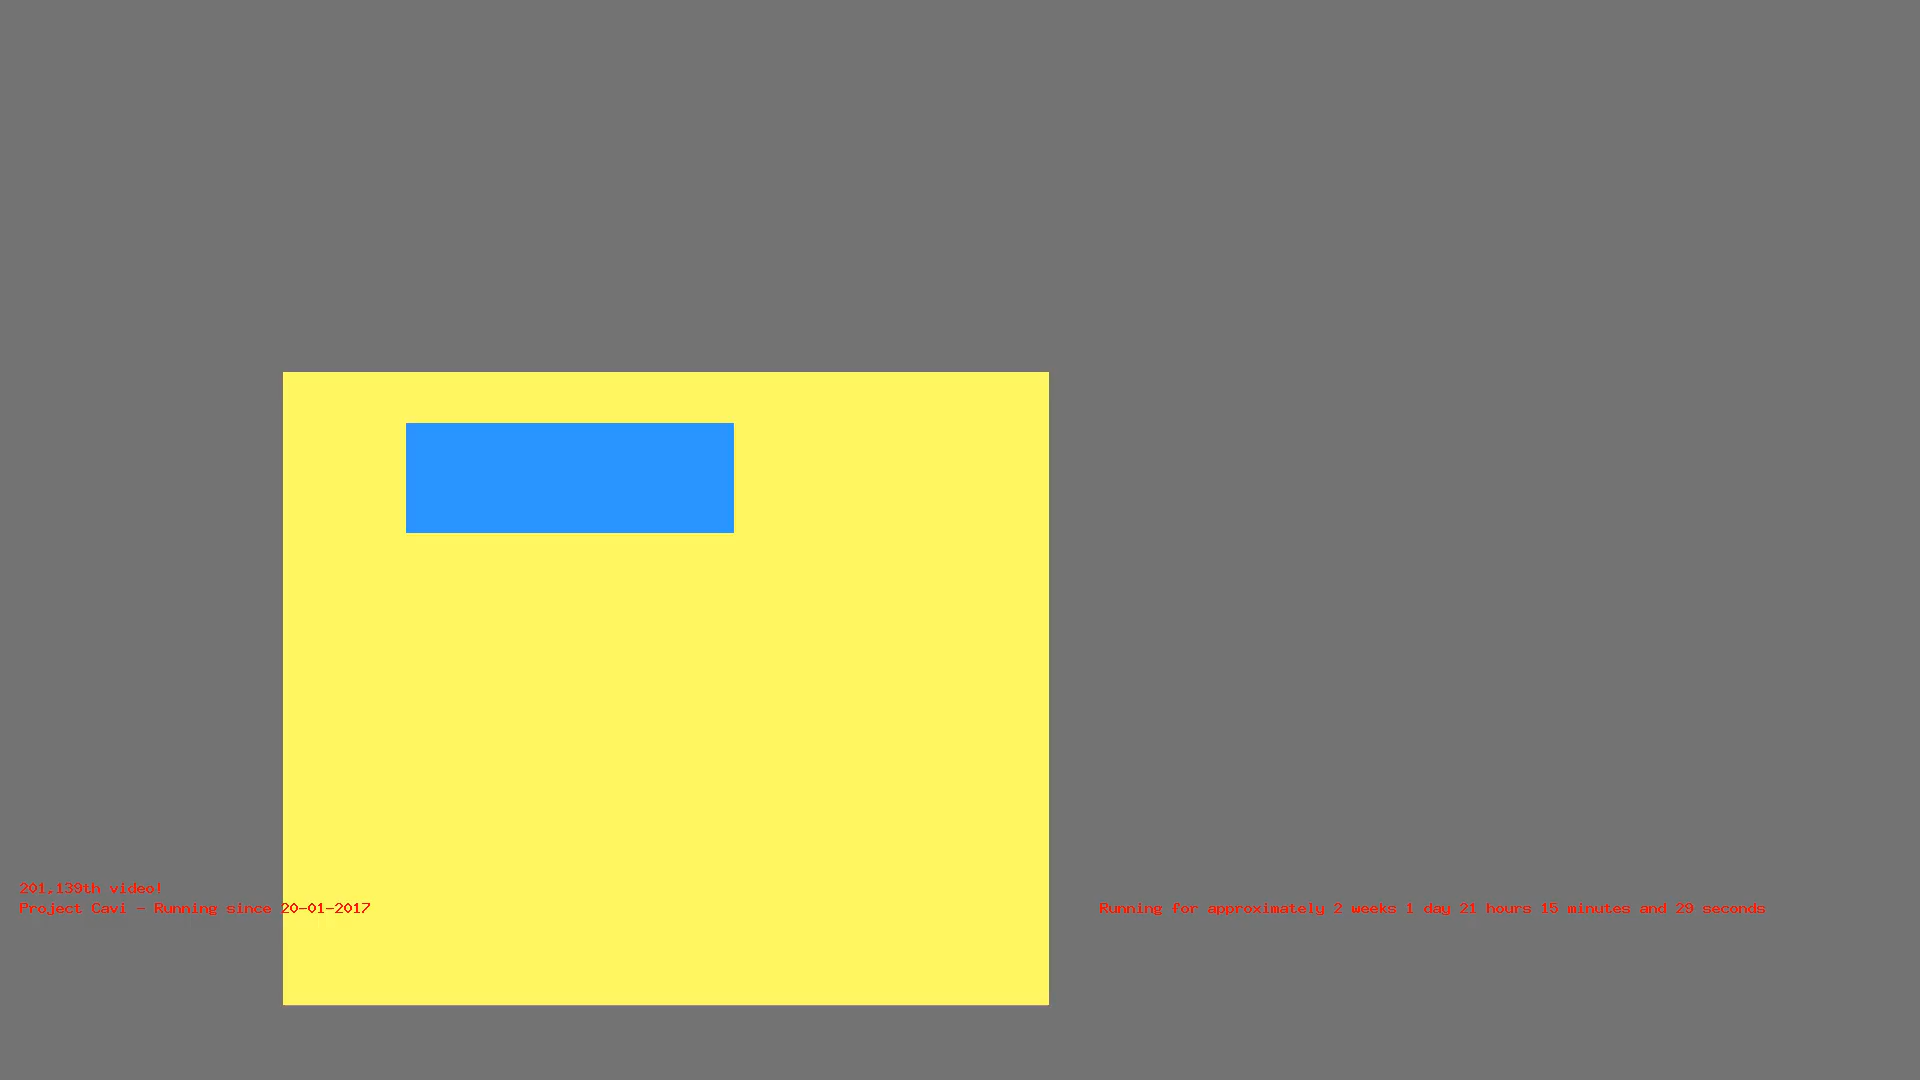 201,139th video!
Project Cavi - Running since 20-01-2017
Running for approximately 2 weeks 1 day 21 hours 15 minutes and 29 seconds